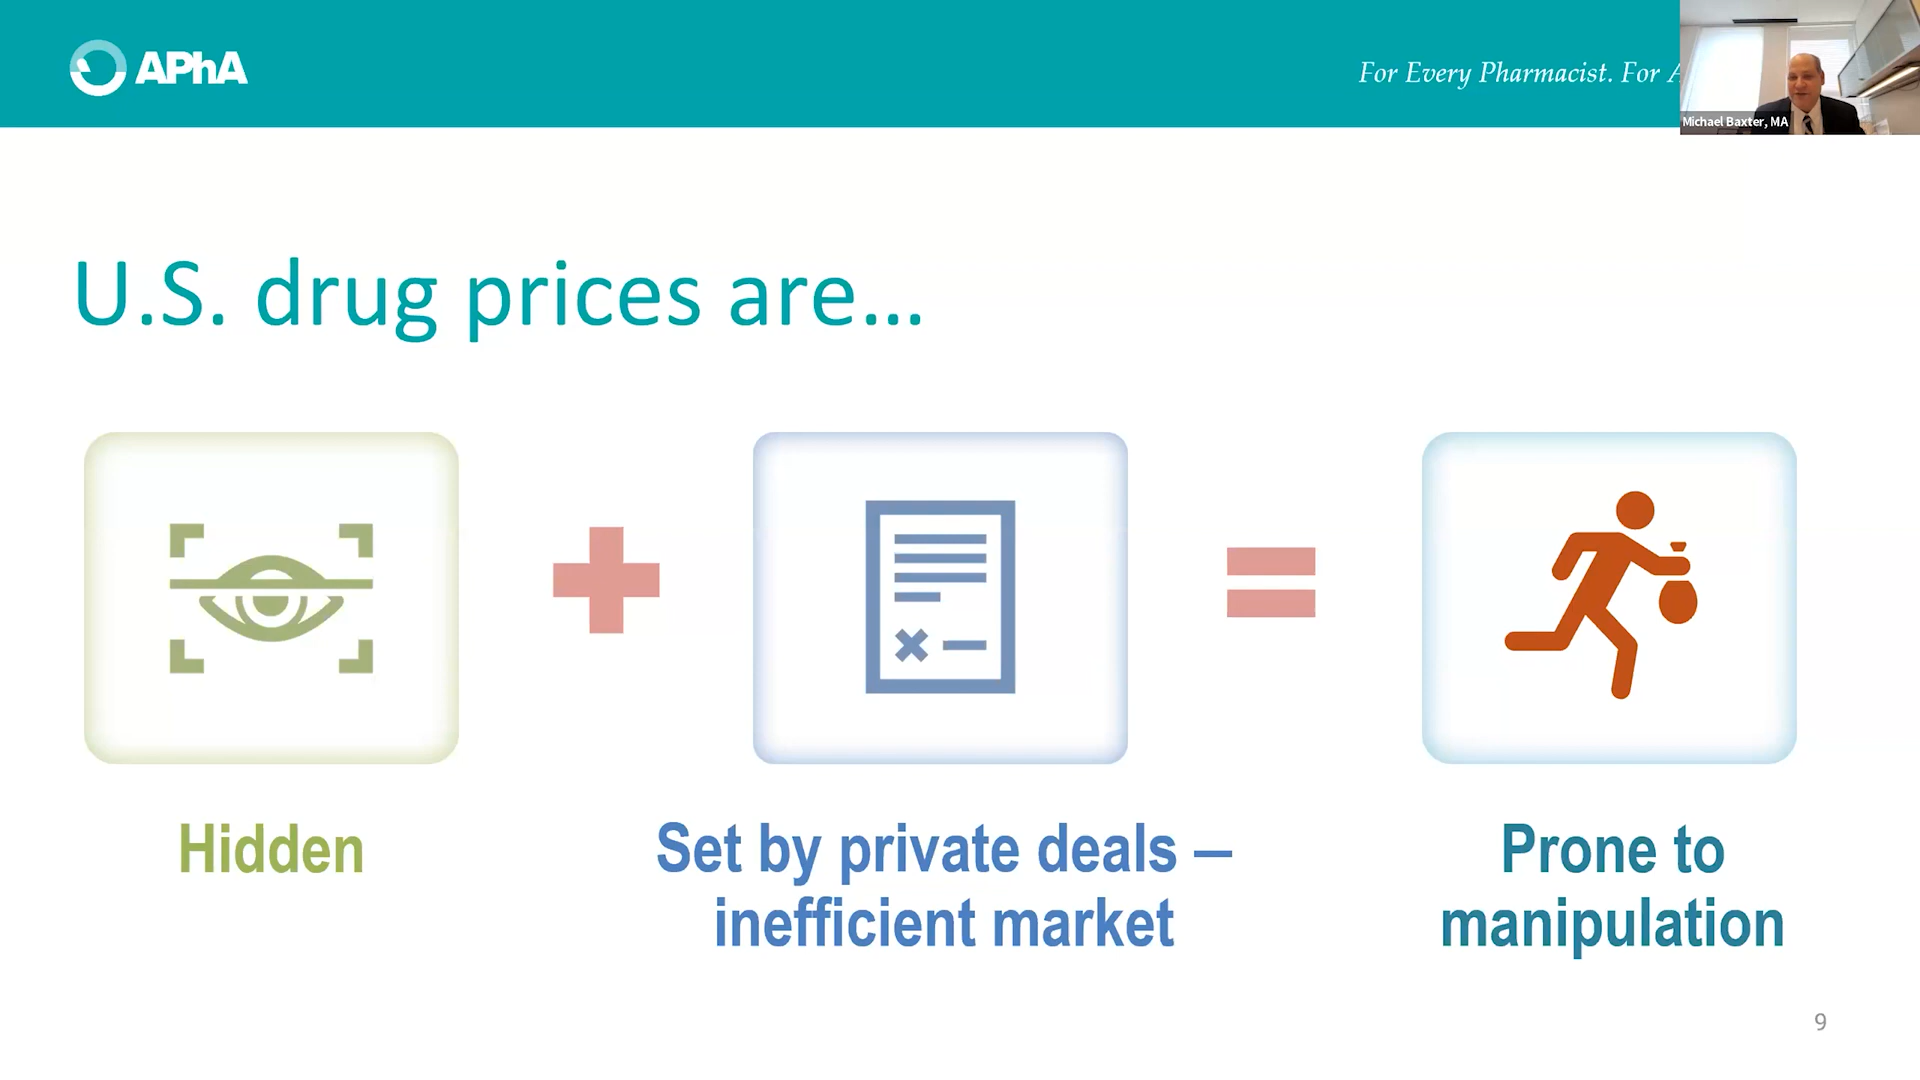 APhA
For Every Pharmacist. For
Michael Baxter, MA
U.S. drug prices are...
Hidden
Set by private deals —
inefficient market
Prone to
manipulation
9